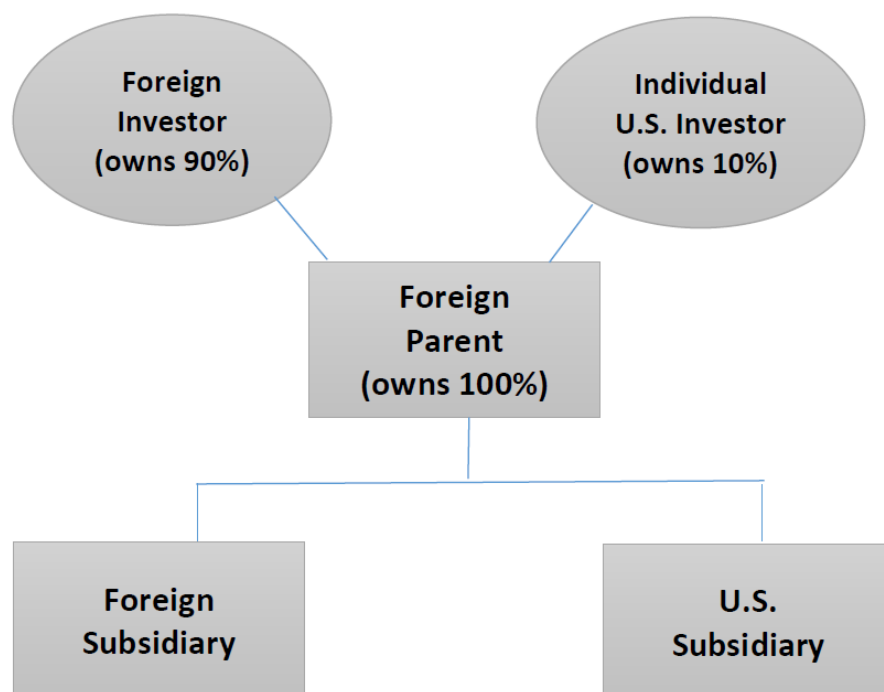 Foreign
Investor
(owns 90%)
Individual
U.S. Investor
(owns 10%)
Foreign
Parent
(owns 100%)
Foreign
Subsidiary
U.S.
Subsidiary